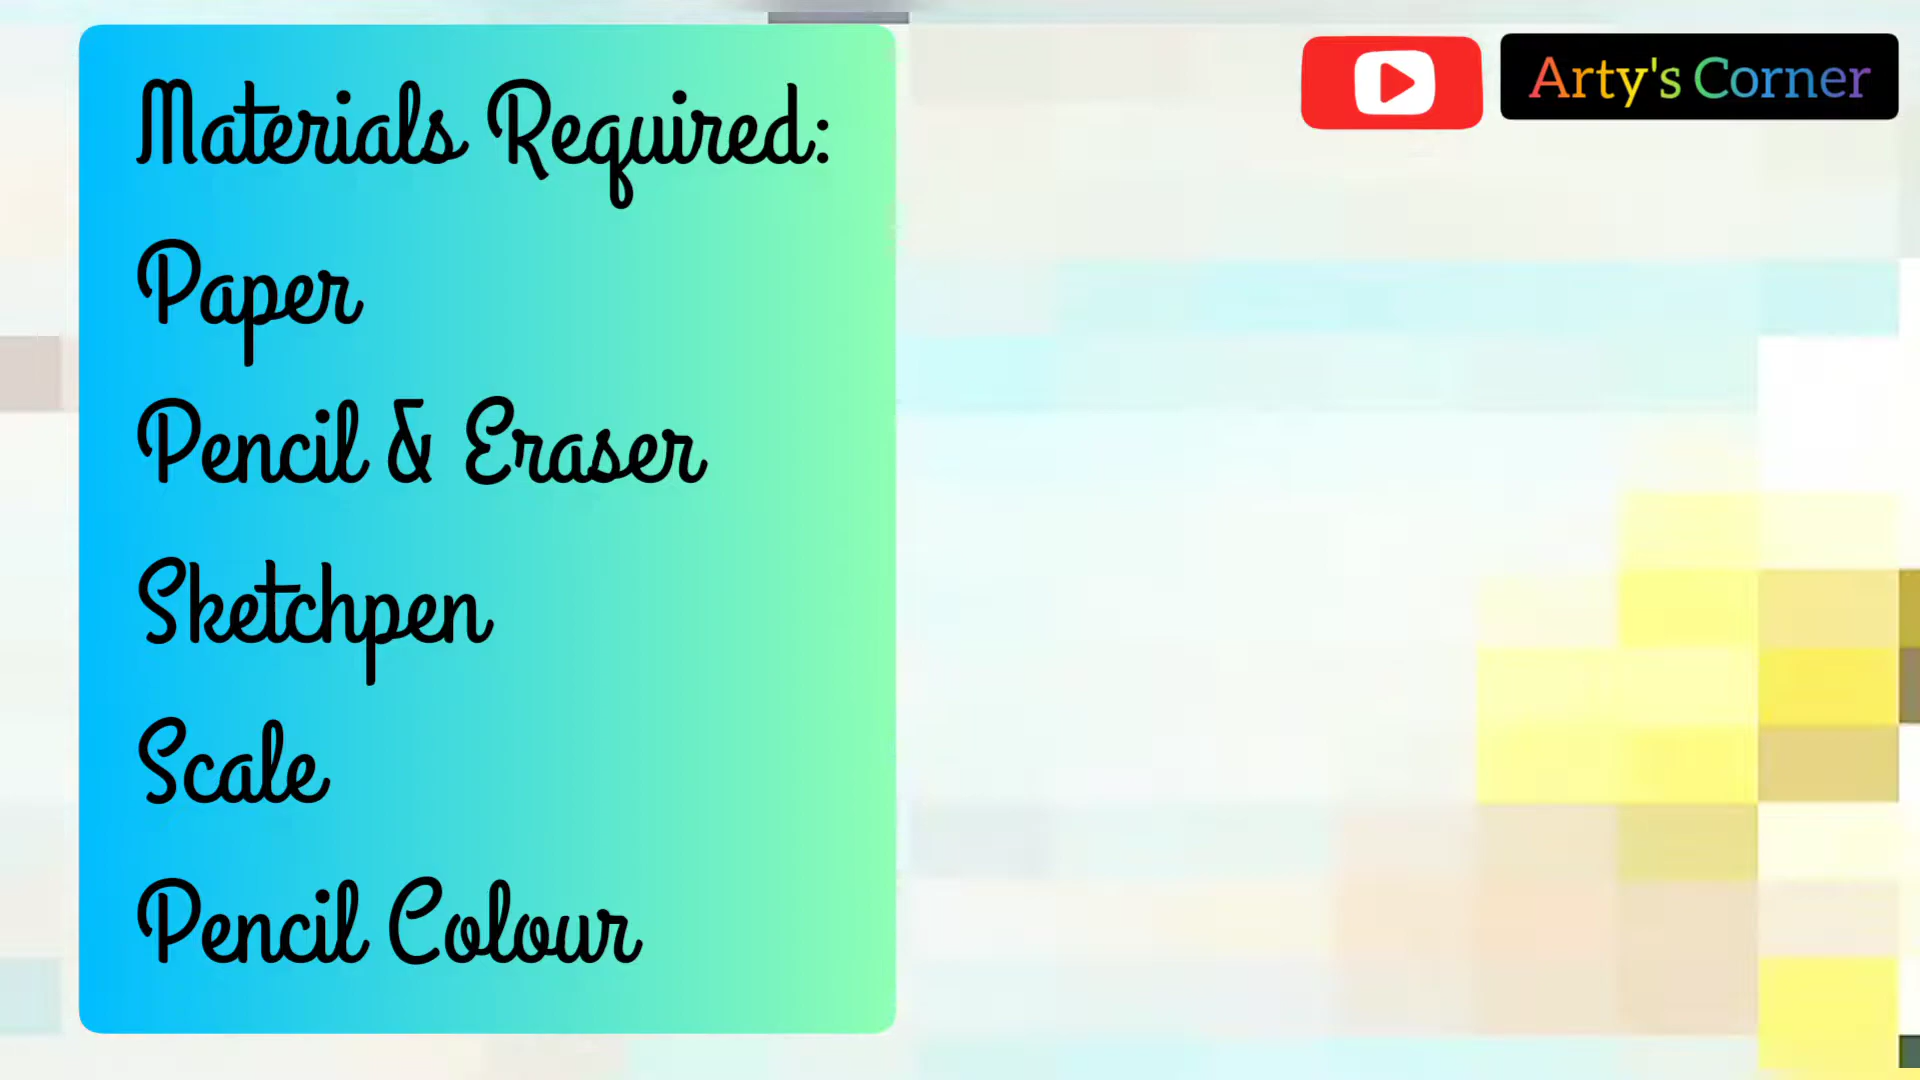 Materials Required:
Paper
Pencil & Eraser
Sketchpen
Scale
Pencil Colour
Arty's Corner